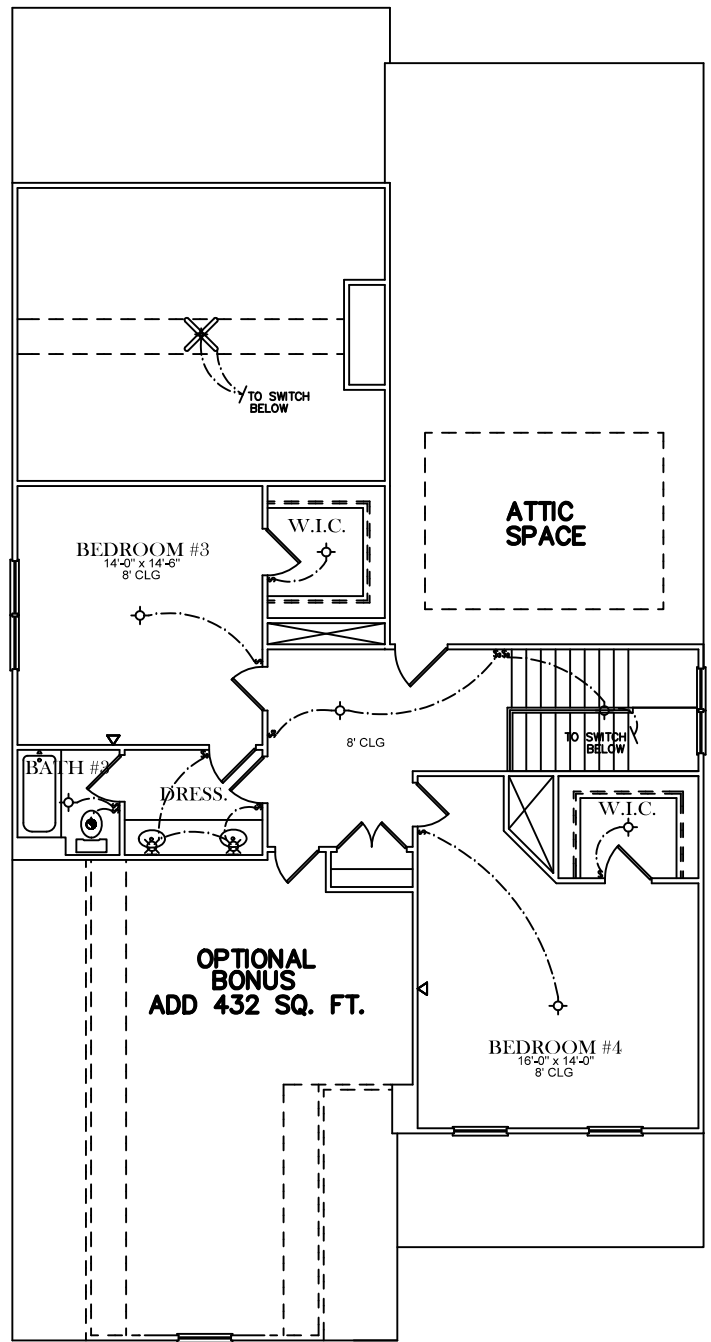 TO SWITCH
BELOW
ATTIC
SPACE
W.I.C.
BEDROOM #3
14'-0" x 14'-6"
8' CLG
8' CLG
TO SWITCH
BELOW
BATH #3
DRESS.
W.I.C.
OPTIONAL
BONUS
ADD 432 SQ. FT.
BEDROOM #4
16'-0" x 14'-0"
8' CLG